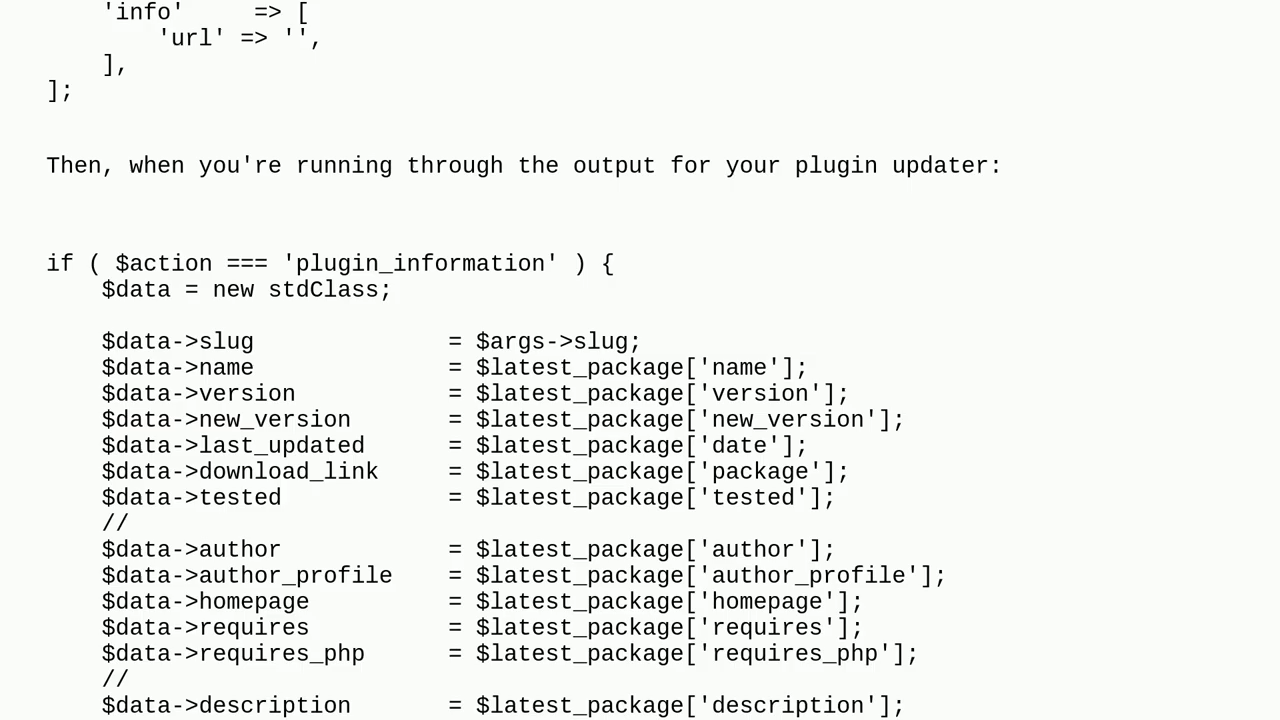 'info'     => [
        'url' => '',
    ],
];

Then, when you're running through the output for your plugin updater:

if ( $action === 'plugin_information' ) {
    $data = new stdClass;

    $data->slug              = $args->slug;
    $data->name              = $latest_package['name'];
    $data->version           = $latest_package['version'];
    $data->new_version       = $latest_package['new_version'];
    $data->last_updated      = $latest_package['date'];
    $data->download_link     = $latest_package['package'];
    $data->tested            = $latest_package['tested'];
    //
    $data->author            = $latest_package['author'];
    $data->author_profile    = $latest_package['author_profile'];
    $data->homepage          = $latest_package['homepage'];
    $data->requires          = $latest_package['requires'];
    $data->requires_php      = $latest_package['requires_php'];
    //
    $data->description       = $latest_package['description'];